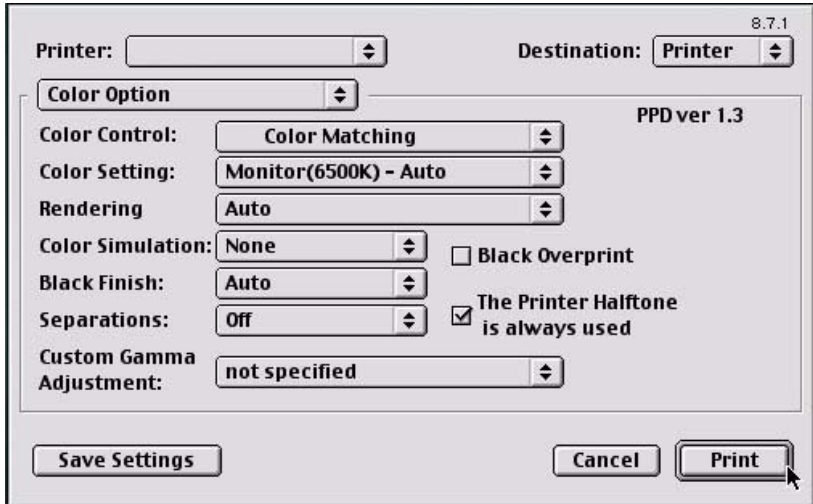 8.7.1
Printer:
Destination: Printer
Color Option
PPD ver 1.3
Color Control: Color Matching
Color Setting: Monitor(6500K) - Auto
Rendering Auto
Color Simulation: None
Black Overprint
Black Finish: Auto
The Printer Halftone
is always used
Separations: Off
Custom Gamma
Adjustment:
not specified
Save Settings
Cancel
Print